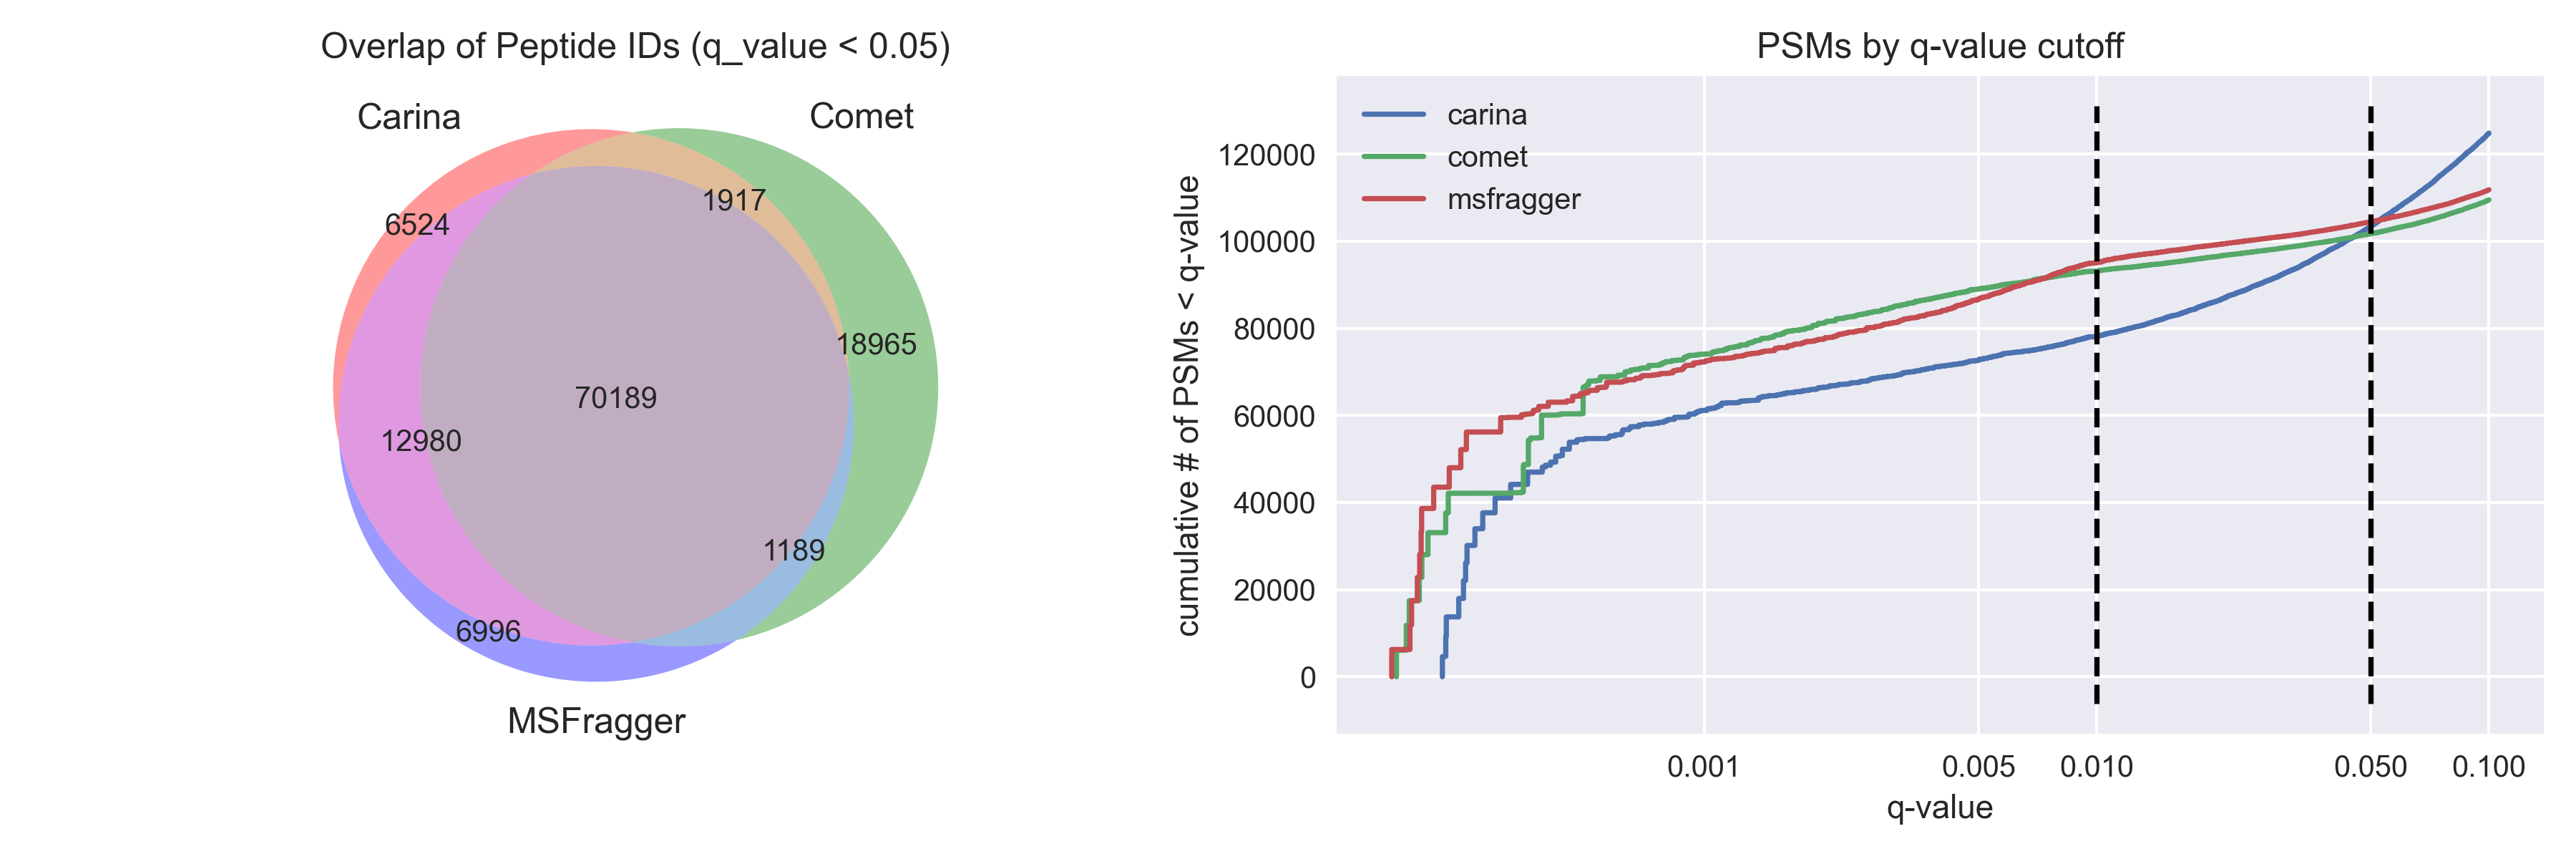 Overlap of Peptide IDs (q_value < 0.05)
Carina
Comet
6524
1917
18965
70189
12980
1189
6996
MSFragger
PSMs by q-value cutoff
carina
comet
msfragger
cumulative # of PSMs < q-value
120000
100000
80000
60000
40000
20000
0
0.001
0.005
0.010
0.050
0.100
q-value